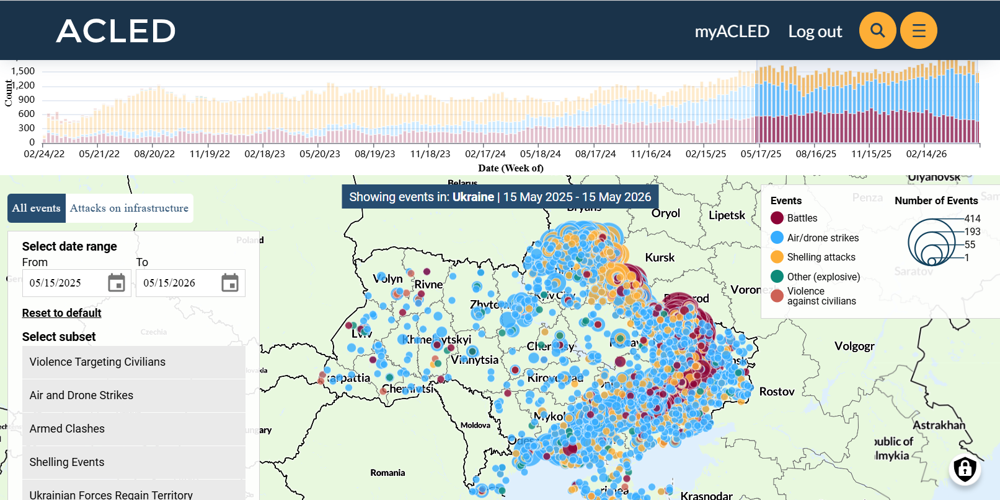 ACLED
myACLED
Log out
1,500
1,200
900
600
300
0
Count
02/24/22 05/21/22 08/20/22 11/19/22 02/18/23 05/20/23 08/19/23 11/18/23 02/17/24 05/18/24 08/17/24 11/16/24 02/15/25 05/17/25 08/16/25 11/15/25 02/14/26
Date (Week of)
All events
Attacks on infrastructure
Showing events in: Ukraine | 15 May 2025 - 15 May 2026
Select date range
From
To
05/15/2025
05/15/2026
Reset to default
Select subset
Violence Targeting Civilians
Air and Drone Strikes
Armed Clashes
Shelling Events
Ukrainian Forces Regain Territory
Events
Battles
Air/drone strikes
Shelling attacks
Other (explosive)
Violence
against civilians
Number of Events
414
193
55
1
Belarus
Ulyanovsk
Penza
Oryol
Lipetsk
Poland
Kursk
Saratov
Volyn
Rivne
Czechia
Volgogr
Vinnytsia
Chernivtsi
Rostov
Moldova
Astrakhan
Romania
Krasnodar